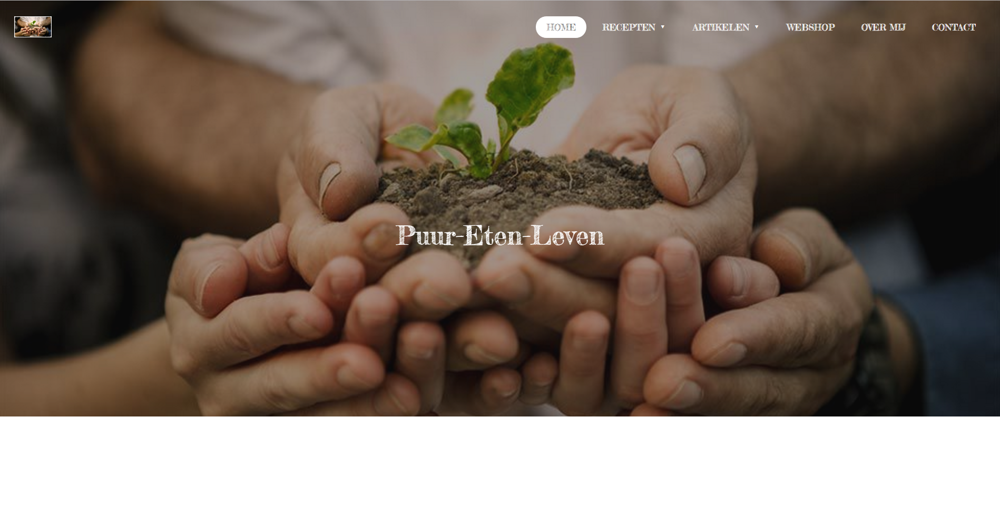 HOME RECEPTEN ▼ ARTIKELEN ▼ WEBSHOP OVER MIJ CONTACT
Puur-Eten-Leven